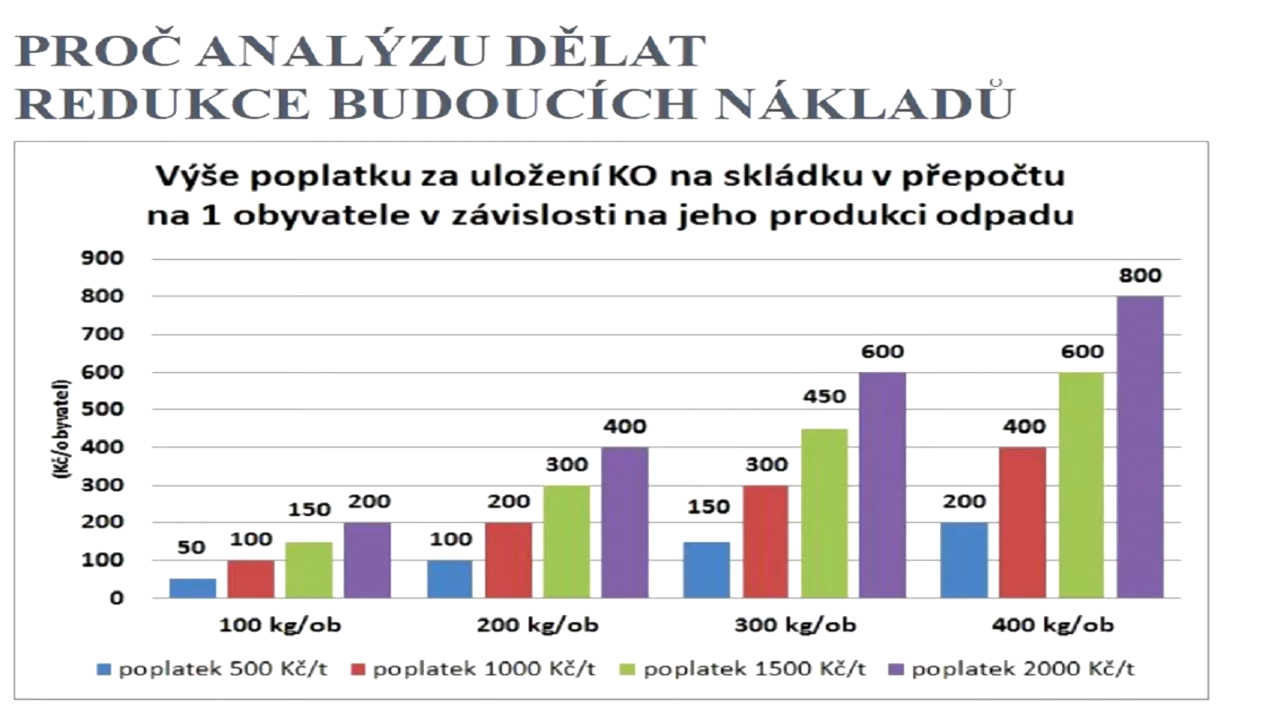 PROČ ANALÝZU DĚLAT
REDUKCE BUDOUCÍCH NÁKLADŮ
Výše poplatku za uložení KO na skládku v přepočtu
na 1 obyvatele v závislosti na jeho produkci odpadu
(Kč/obyvatel)
900
800
700
600
500
400
300
200
100
0
50 100 150 200
100 200 300 400
150 300 450 600
200 400 600 800
100 kg/ob 200 kg/ob 300 kg/ob 400 kg/ob
poplatek 500 Kč/t poplatek 1000 Kč/t poplatek 1500 Kč/t poplatek 2000 Kč/t